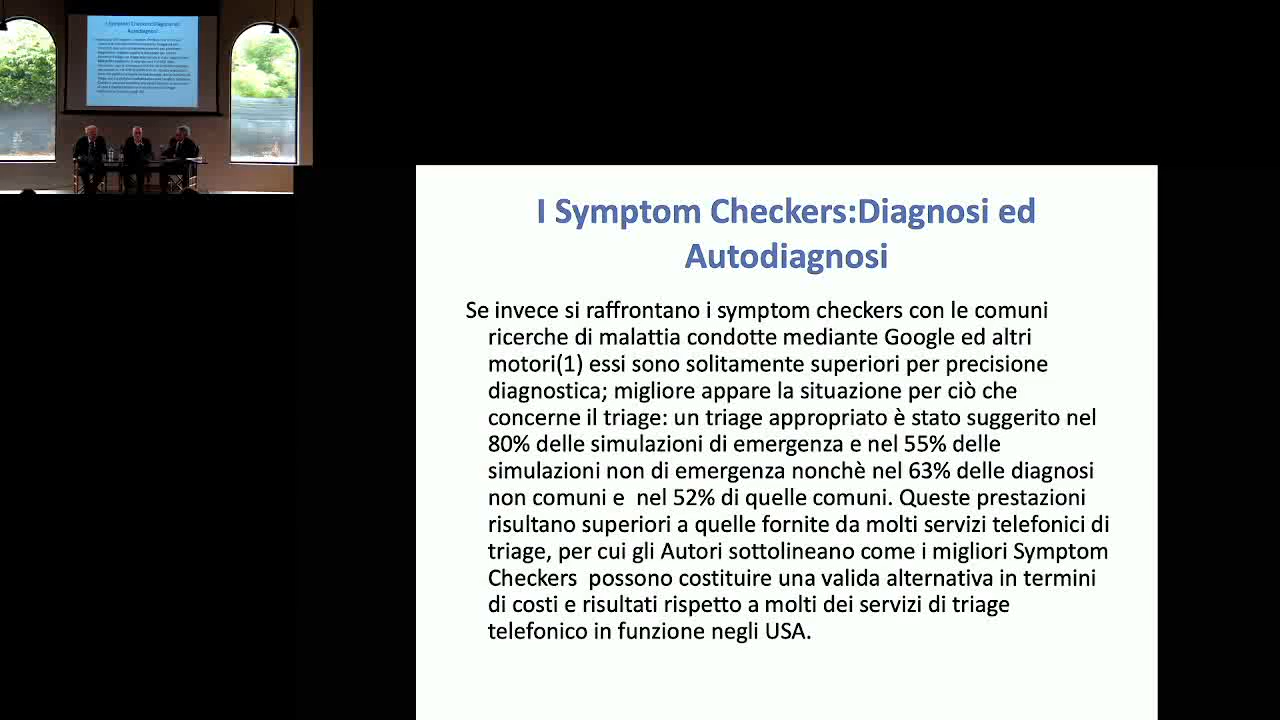 I Symptom Checkers:Diagnosi ed
Autodiagnosi
Se invece si raffrontano i symptom checkers con le comuni
ricerche di malattia condotte mediante Google ed altri
motori(1) essi sono solitamente superiori per precisione
diagnostica; migliore appare la situazione per ciò che
concerne il triage: un triage appropriato è stato suggerito nel
80% delle simulazioni di emergenza e nel 55% delle
simulazioni non di emergenza nonchè nel 63% delle diagnosi
non comuni e  nel 52% di quelle comuni. Queste prestazioni
risultano superiori a quelle fornite da molti servizi telefonici di
triage, per cui gli Autori sottolineano come i migliori Symptom
Checkers  possono costituire una valida alternativa in termini
di costi e risultati rispetto a molti dei servizi di triage
telefonico in funzione negli USA.